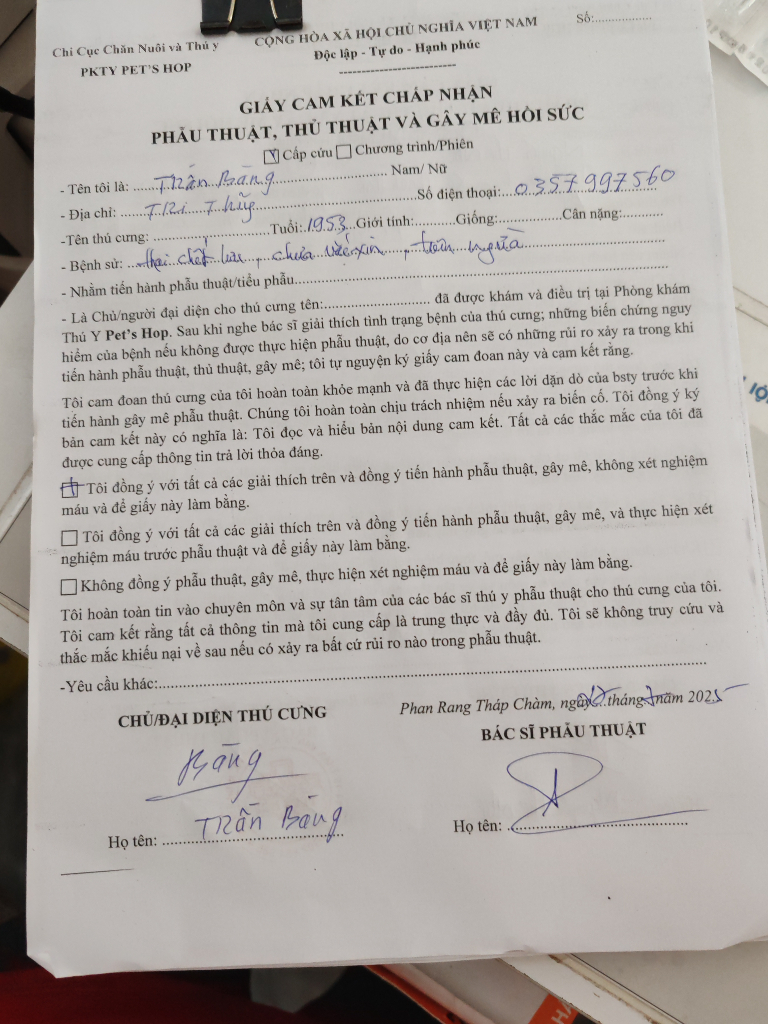 Chi Cục Chăn Nuôi và Thú y
PKTY PET'S HOP
CỘNG HÒA XÃ HỘI CHỦ NGHĨA VIỆT NAM
Độc lập - Tự do - Hạnh phúc
--------------------------
Số:................
GIẤY CAM KẾT CHẤP NHẬN
PHẪU THUẬT, THỦ THUẬT VÀ GÂY MÊ HỒI SỨC
Cấp cứu Chương trình/Phiên
- Tên tôi là: Trần Bàng Nam/ Nữ
- Địa chỉ: Tri Thủy Số điện thoại: 0357997560
-Tên thú cưng: Tuổi: 1953 Giới tính: Giống: Cân nặng:
- Bệnh sử: thai chết lưu, chưa vacxin,
- Nhằm tiến hành phẫu thuật/tiểu phẫu
- Là Chủ/người đại diện cho thú cưng tên: đã được khám và điều trị tại Phòng khám
Thú Y Pet's Hop. Sau khi nghe bác sĩ giải thích tình trạng bệnh của thú cưng; những biến chứng nguy
hiểm của bệnh nếu không được thực hiện phẫu thuật, do cơ địa nên sẽ có những rủi ro xảy ra trong khi
tiến hành phẫu thuật, thủ thuật, gây mê; tôi tự nguyện ký giấy cam đoan này và cam kết rằng.
Tôi cam đoan thú cưng của tôi hoàn toàn khỏe mạnh và đã thực hiện các lời dặn dò của bsty trước khi
tiến hành gây mê phẫu thuật. Chúng tôi hoàn toàn chịu trách nhiệm nếu xảy ra biến cố. Tôi đồng ý ký
bản cam kết này có nghĩa là: Tôi đọc và hiểu bản nội dung cam kết. Tất cả các thắc mắc của tôi đã
được cung cấp thông tin trả lời thỏa đáng.
Tôi đồng ý với tất cả các giải thích trên và đồng ý tiến hành phẫu thuật, gây mê, không xét nghiệm
máu và để giấy này làm bằng.
Tôi đồng ý với tất cả các giải thích trên và đồng ý tiến hành phẫu thuật, gây mê, và thực hiện xét
nghiệm máu trước phẫu thuật và để giấy này làm bằng.
Không đồng ý phẫu thuật, gây mê, thực hiện xét nghiệm máu và để giấy này làm bằng.
Tôi hoàn toàn tin vào chuyên môn và sự tân tâm của các bác sĩ thú y phẫu thuật cho thú cưng của tôi.
Tôi cam kết rằng tất cả thông tin mà tôi cung cấp là trung thực và đầy đủ. Tôi sẽ không truy cứu và
thắc mắc khiếu nại về sau nếu có xảy ra bất cứ rủi ro nào trong phẫu thuật.
-Yêu cầu khác:
Phan Rang Tháp Chàm, ngày tháng 7 năm 2025
CHỦ/ĐẠI DIỆN THÚ CƯNG
BÁC SĨ PHẪU THUẬT
Bàng
Họ tên: Trần Bàng
Họ tên: